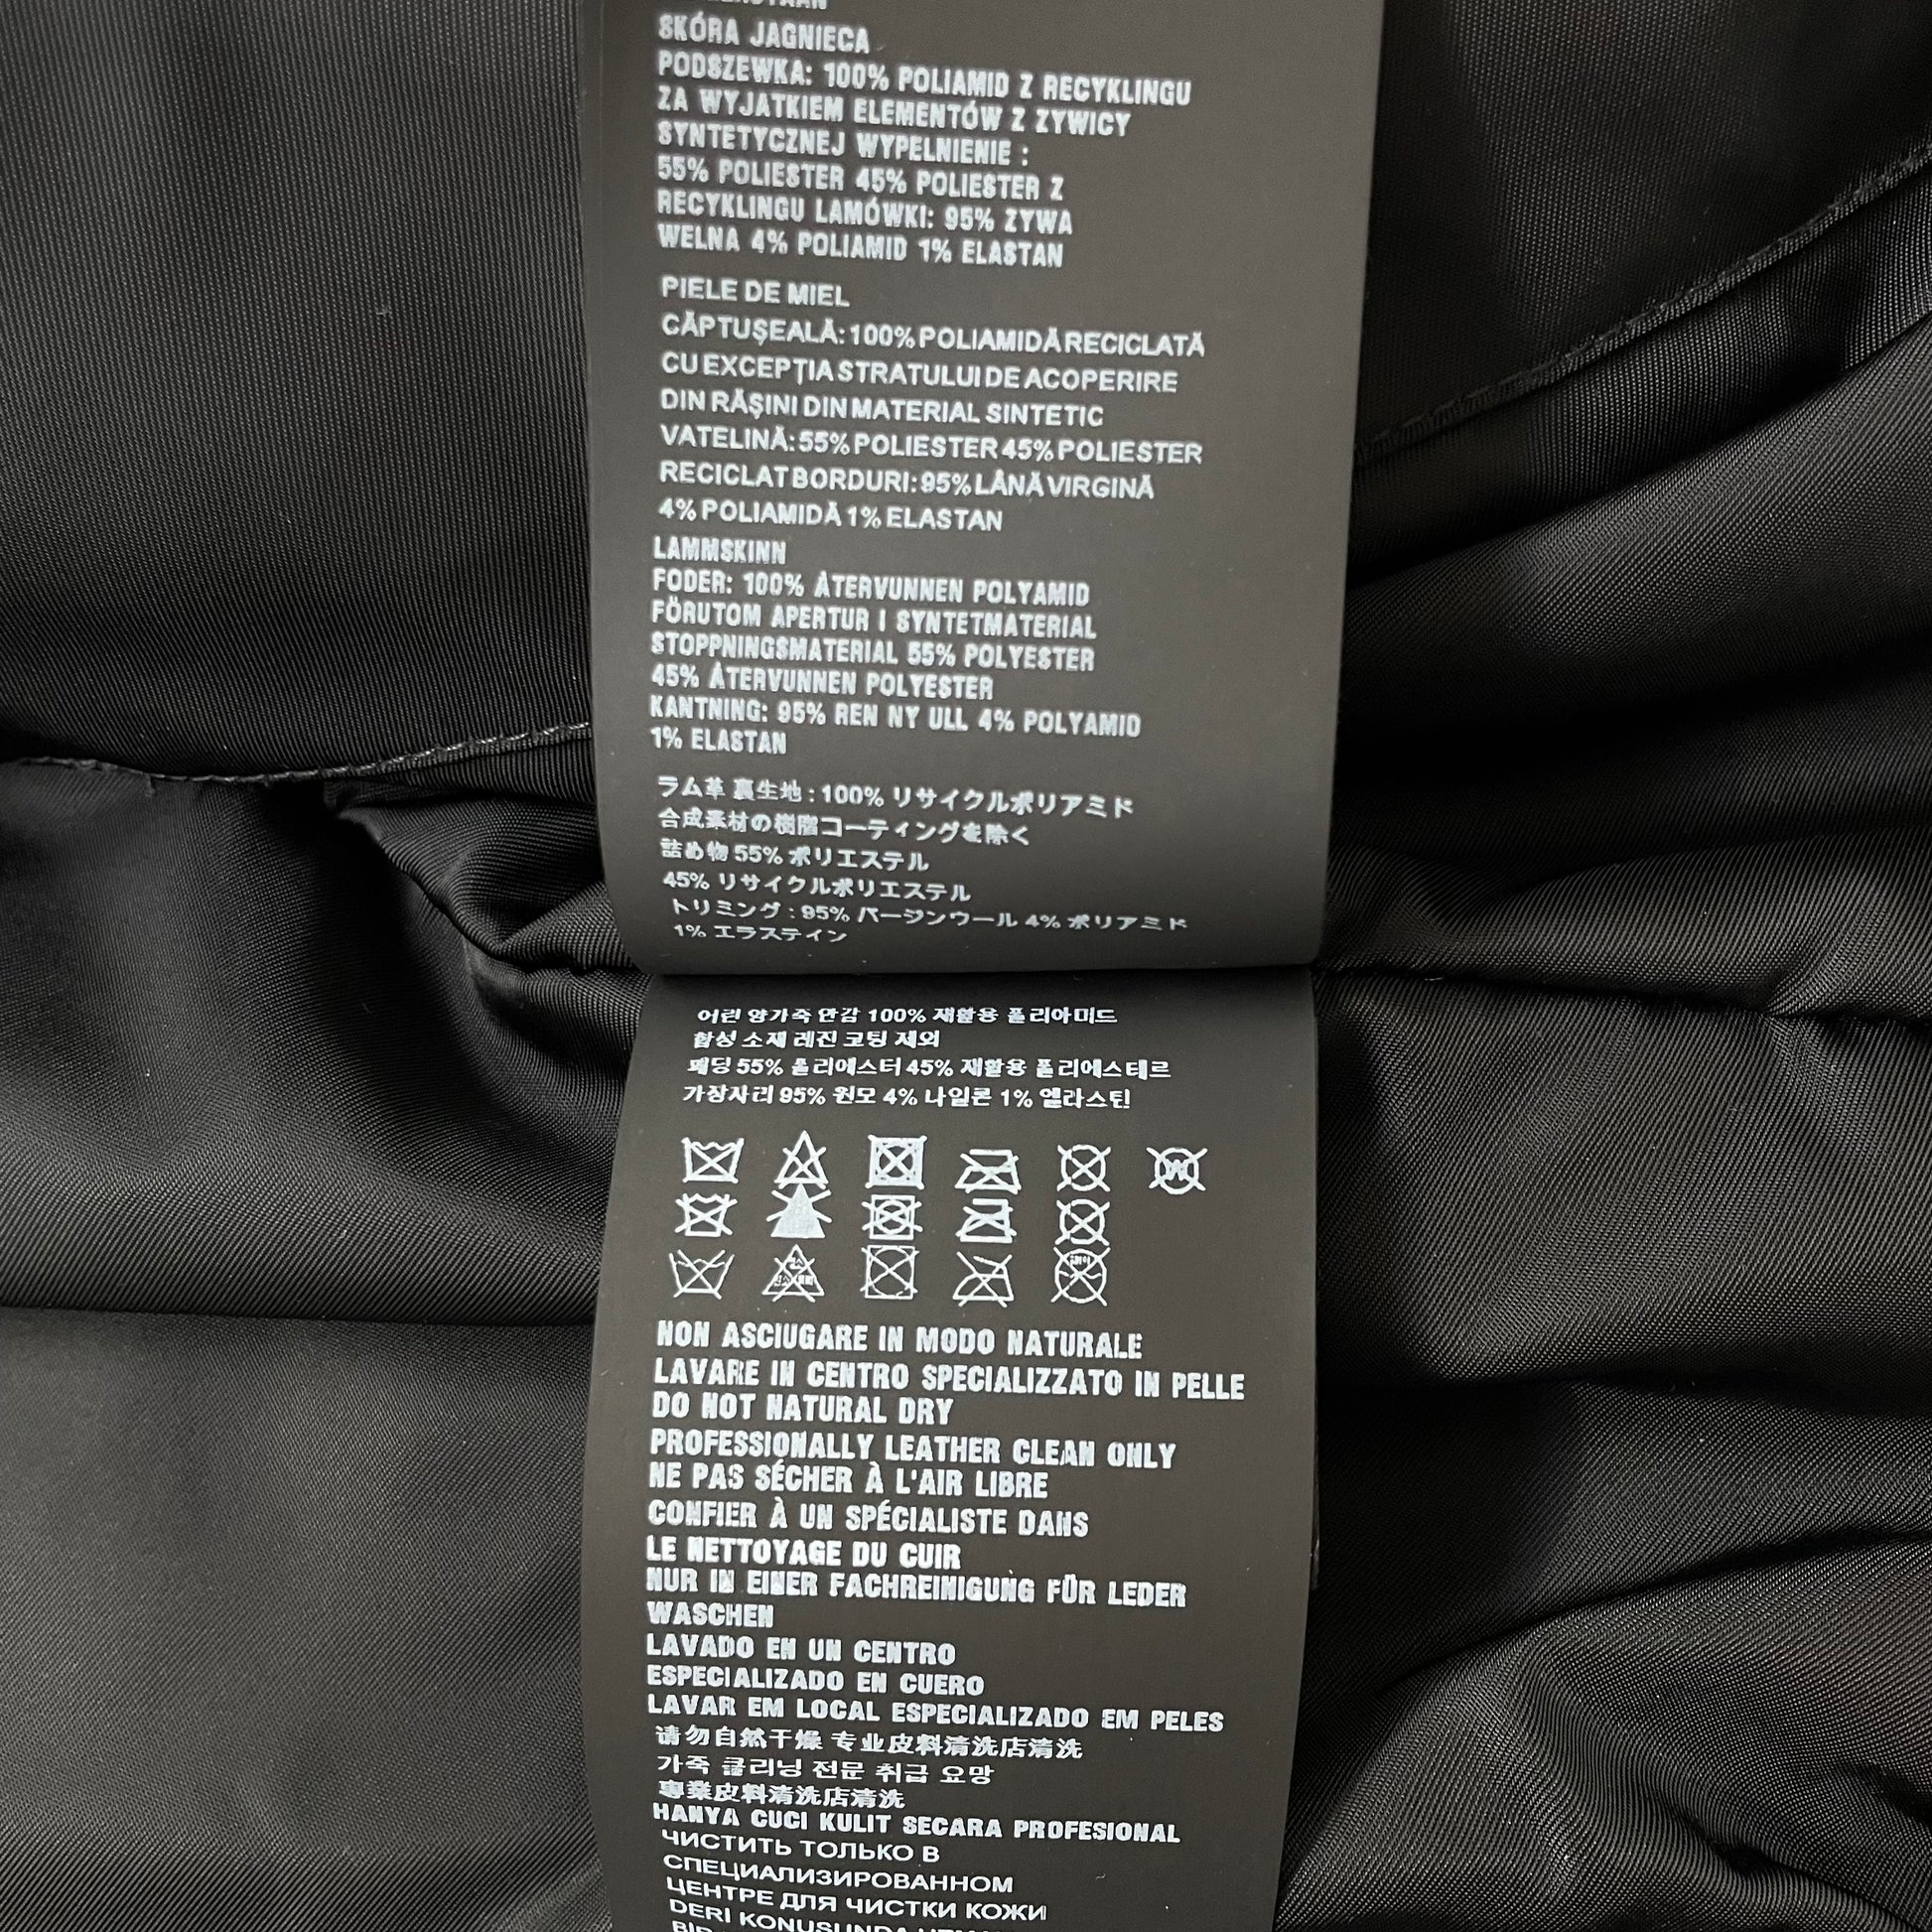 SKÓRA JAGNIECA
PODSZEWKA: 100% POLIAMID Z RECYKLINGU
ZA WYJATKIEM ELEMENTÓW Z ZYWICY
SYNTETYCZNEJ WYPELNIENIE :
55% POLIESTER 45% POLIESTER Z
RECYKLINGU LAMÓWKI: 95% ZYWA
WELNA 4% POLIAMID 1% ELASTAN
PIELE DE MIEL
CĂPTUȘEALĂ: 100% POLIAMIDĂ RECICLATĂ
CU EXCEPȚIA STRATULUI DE ACOPERIRE
DIN RĂȘINI DIN MATERIAL SINTETIC
VATELINĂ: 55% POLIESTER 45% POLIESTER
RECICLAT BORDURI: 95% LÂNĂ VIRGINĂ
4% POLIAMIDĂ 1% ELASTAN
LAMMSKINN
FODER: 100% ÅTERVUNNEN POLYAMID
FÖRUTOM APERTUR I SYNTETMATERIAL
STOPPNINGSMATERIAL 55% POLYESTER
45% ÅTERVUNNEN POLYESTER
KANTNING: 95% REN NY ULL 4% POLYAMID
1% ELASTAN
ラム革 裏生地 : 100% リサイクルポリアミド
合成素材の樹脂コーティングを除く
詰め物 55% ポリエステル
45% リサイクルポリエステル
トリミング : 95% バージンウール 4% ポリアミド
1% エラステイン
어린 양가죽 안감 100% 재활용 폴리아미드
합성 소재 레진 코팅 제외
패딩 55% 폴리에스터 45% 재활용 폴리에스테르
가장자리 95% 원모 4% 나일론 1% 엘라스틴
W
NON ASCIUGARE IN MODO NATURALE
LAVARE IN CENTRO SPECIALIZZATO IN PELLE
DO NOT NATURAL DRY
PROFESSIONALLY LEATHER CLEAN ONLY
NE PAS SÉCHER À L'AIR LIBRE
CONFIER À UN SPÉCIALISTE DANS
LE NETTOYAGE DU CUIR
NUR IN EINER FACHREINIGUNG FÜR LEDER
WASCHEN
LAVADO EN UN CENTRO
ESPECIALIZADO EN CUERO
LAVAR EM LOCAL ESPECIALIZADO EM PELES
请勿自然干燥 专业皮料清洗店清洗
가죽 클리닝 전문 취급 요망
專業皮料清洗店清洗
HANYA CUCI KULIT SECARA PROFESIONAL
ЧИСТИТЬ ТОЛЬКО В
СПЕЦИАЛИЗИРОВАННОМ
ЦЕНТРЕ ДЛЯ ЧИСТКИ КОЖИ
DERI KONUSUNDA